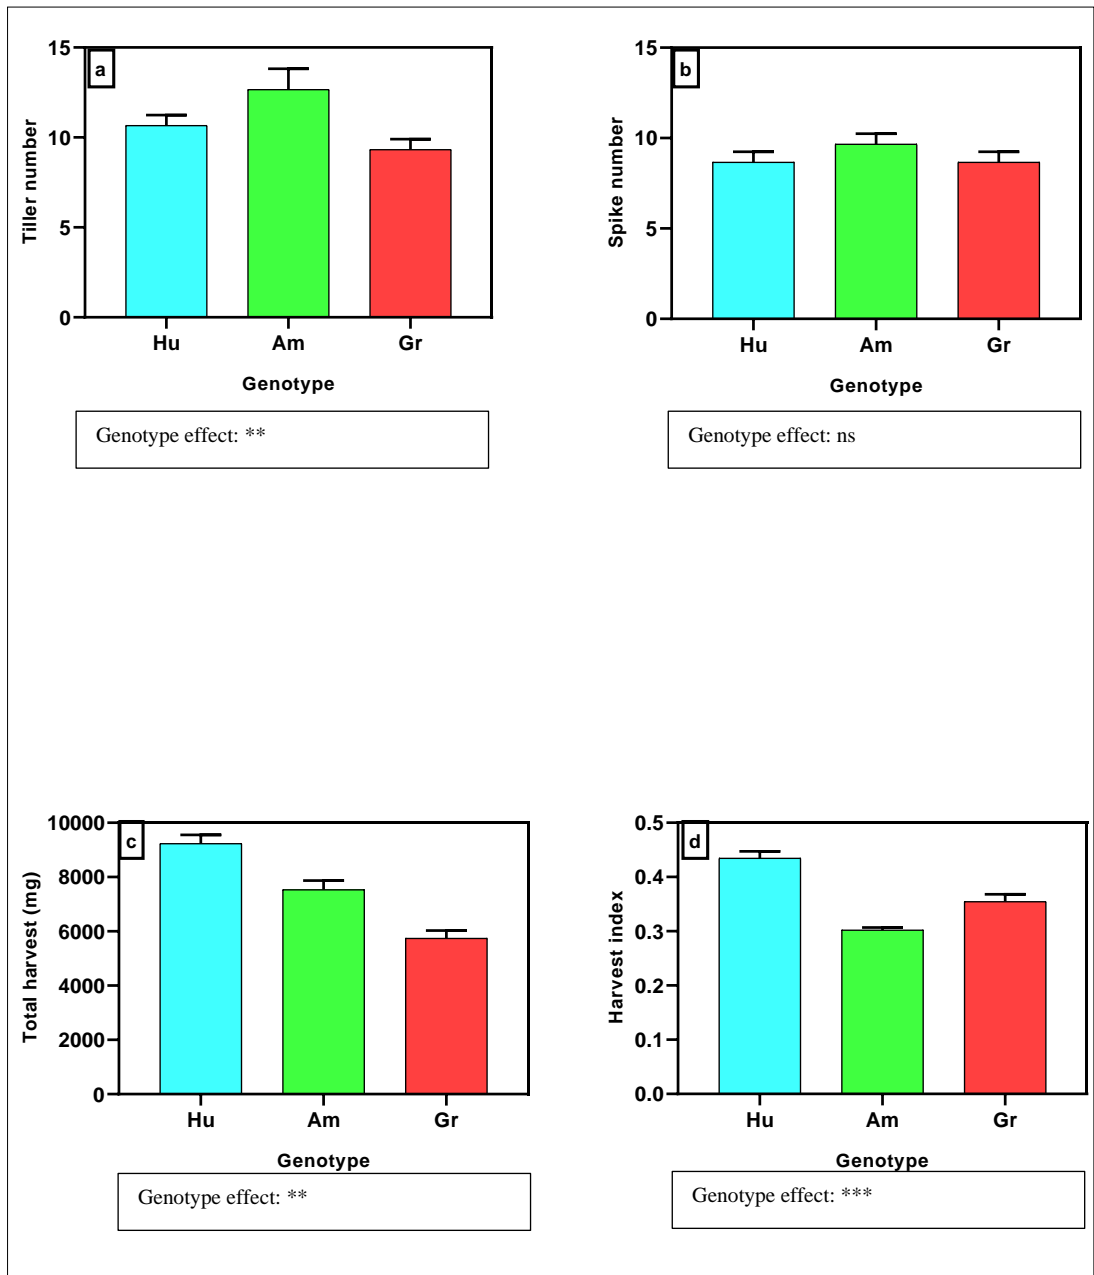 a
15
10
5
0
Tiller number
Hu Am Gr
Genotype
Genotype effect: **
b
15
10
5
0
Spike number
Hu Am Gr
Genotype
Genotype effect: ns
c
10000
8000
6000
4000
2000
0
Total harvest (mg)
Hu Am Gr
Genotype
Genotype effect: **
d
0.5
0.4
0.3
0.2
0.1
0.0
Harvest index
Hu Am Gr
Genotype
Genotype effect: ***